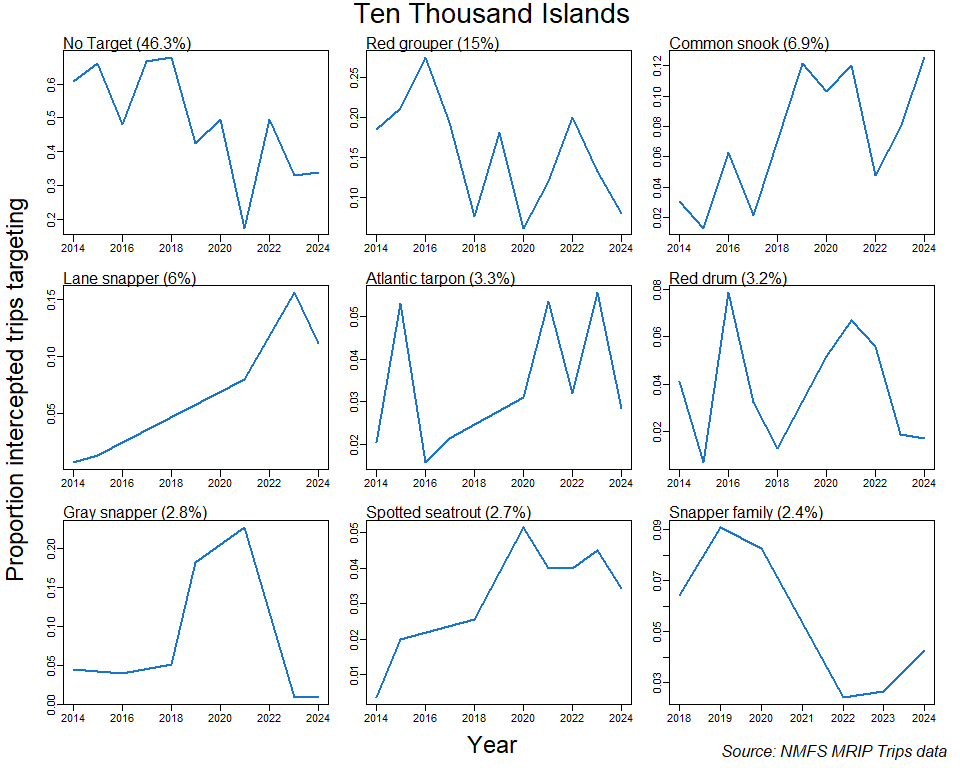 Ten Thousand Islands
Proportion intercepted trips targeting
No Target (46.3%)
0.6
0.5
0.4
0.3
0.2
2014 2016 2018 2020 2022 2024
Red grouper (15%)
0.25
0.20
0.15
0.10
2014 2016 2018 2020 2022 2024
Common snook (6.9%)
0.12
0.10
0.08
0.06
0.04
0.02
2014 2016 2018 2020 2022 2024
Lane snapper (6%)
0.15
0.10
0.05
2014 2016 2018 2020 2022 2024
Atlantic tarpon (3.3%)
0.05
0.04
0.03
0.02
2014 2016 2018 2020 2022 2024
Red drum (3.2%)
0.08
0.06
0.04
0.02
2014 2016 2018 2020 2022 2024
Gray snapper (2.8%)
0.20
0.15
0.10
0.05
0.00
2014 2016 2018 2020 2022 2024
Spotted seatrout (2.7%)
0.05
0.04
0.03
0.02
0.01
2014 2016 2018 2020 2022 2024
Snapper family (2.4%)
0.09
0.07
0.05
0.03
2018 2019 2020 2021 2022 2023 2024
Year
Source: NMFS MRIP Trips data